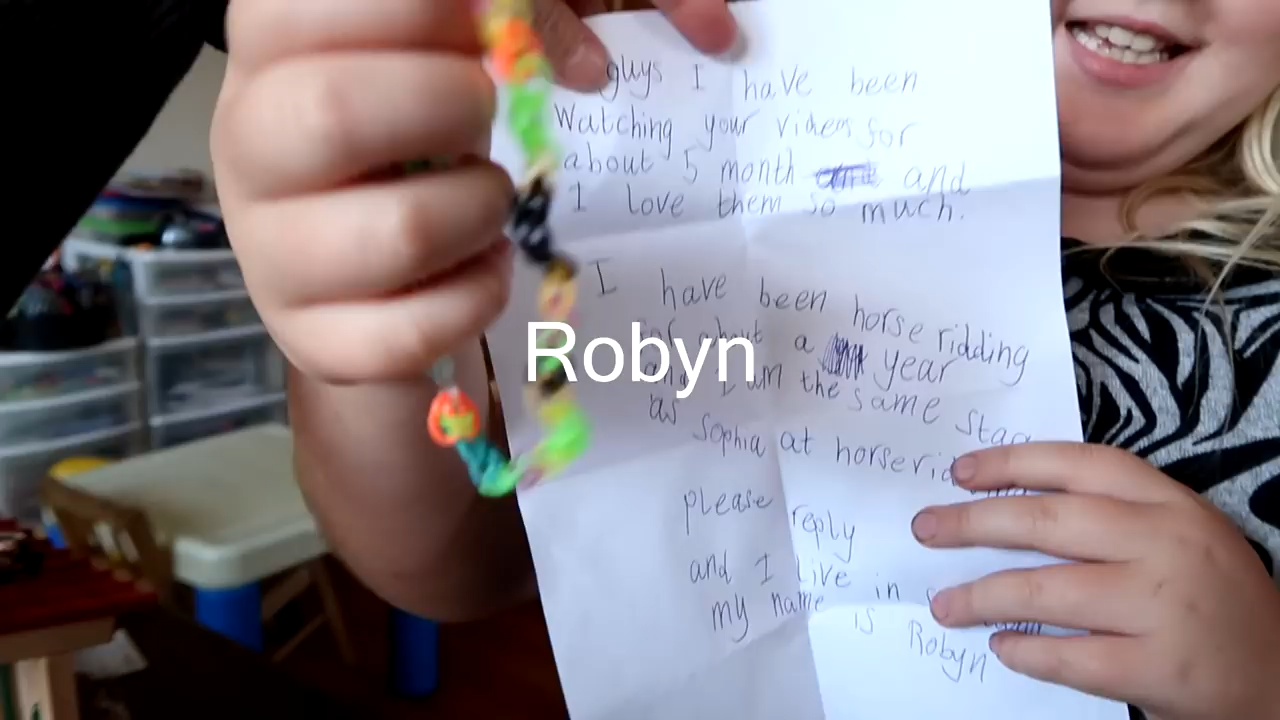 guys I have been
Watching your videos for
about 5 month and
I love them so much.
I have been horse ridding
for about a year
and I am the same
as Sophia at
please reply
and I live in
my name is Robyn
Robyn